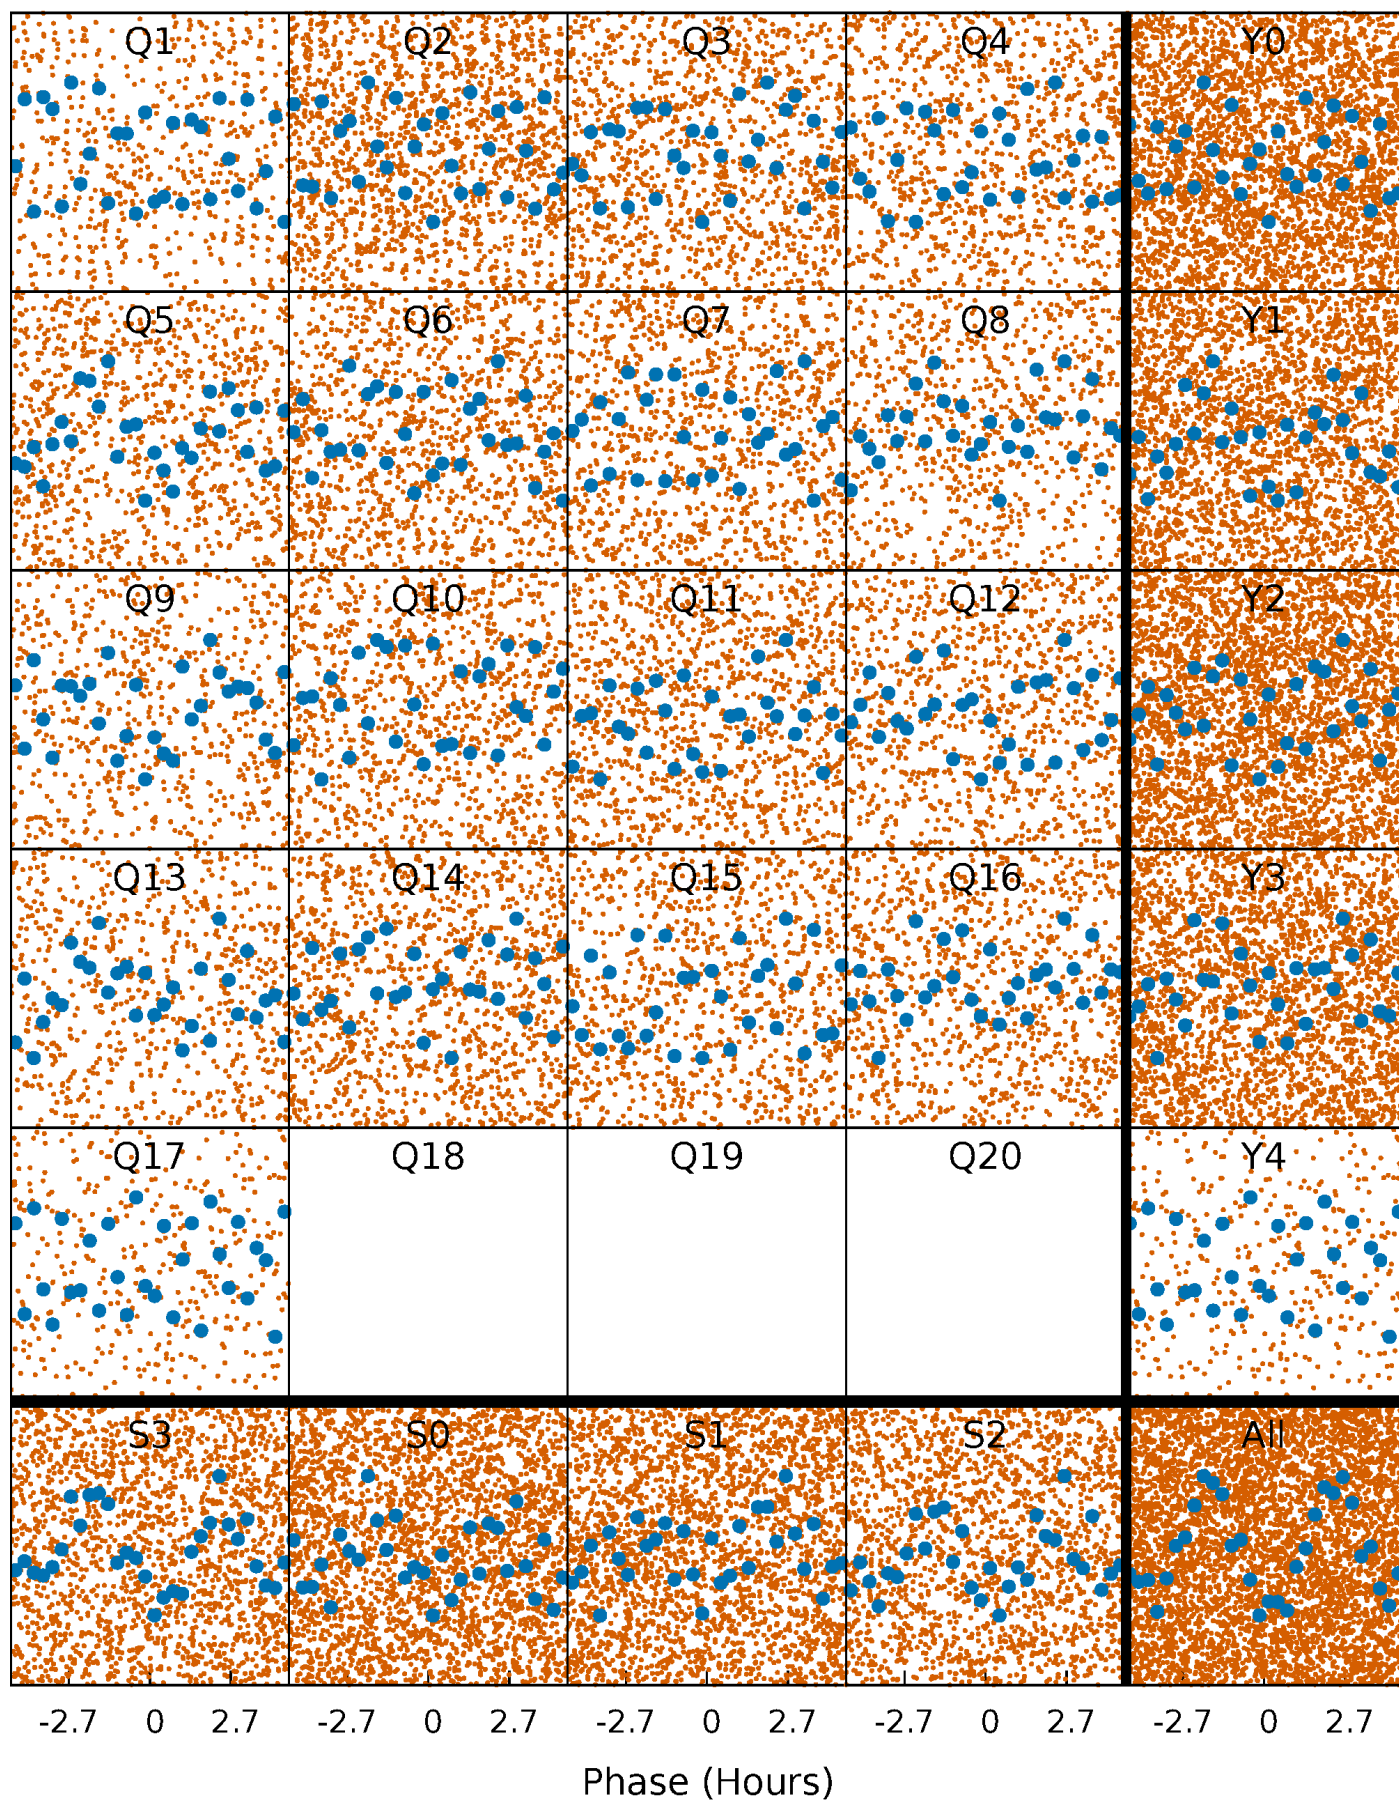 Q1 Q2 Q3 Q4 Y0
Q5 Q6 Q7 Q8 Y1
Q9 Q10 Q11 Q12 Y2
Q13 Q14 Q15 Q16 Y3
Q17 Q18 Q19 Q20 Y4
S3 S0 S1 S2 All
-2.7 0 2.7 -2.7 0 2.7 -2.7 0 2.7 -2.7 0 2.7 -2.7 0 2.7
Phase (Hours)